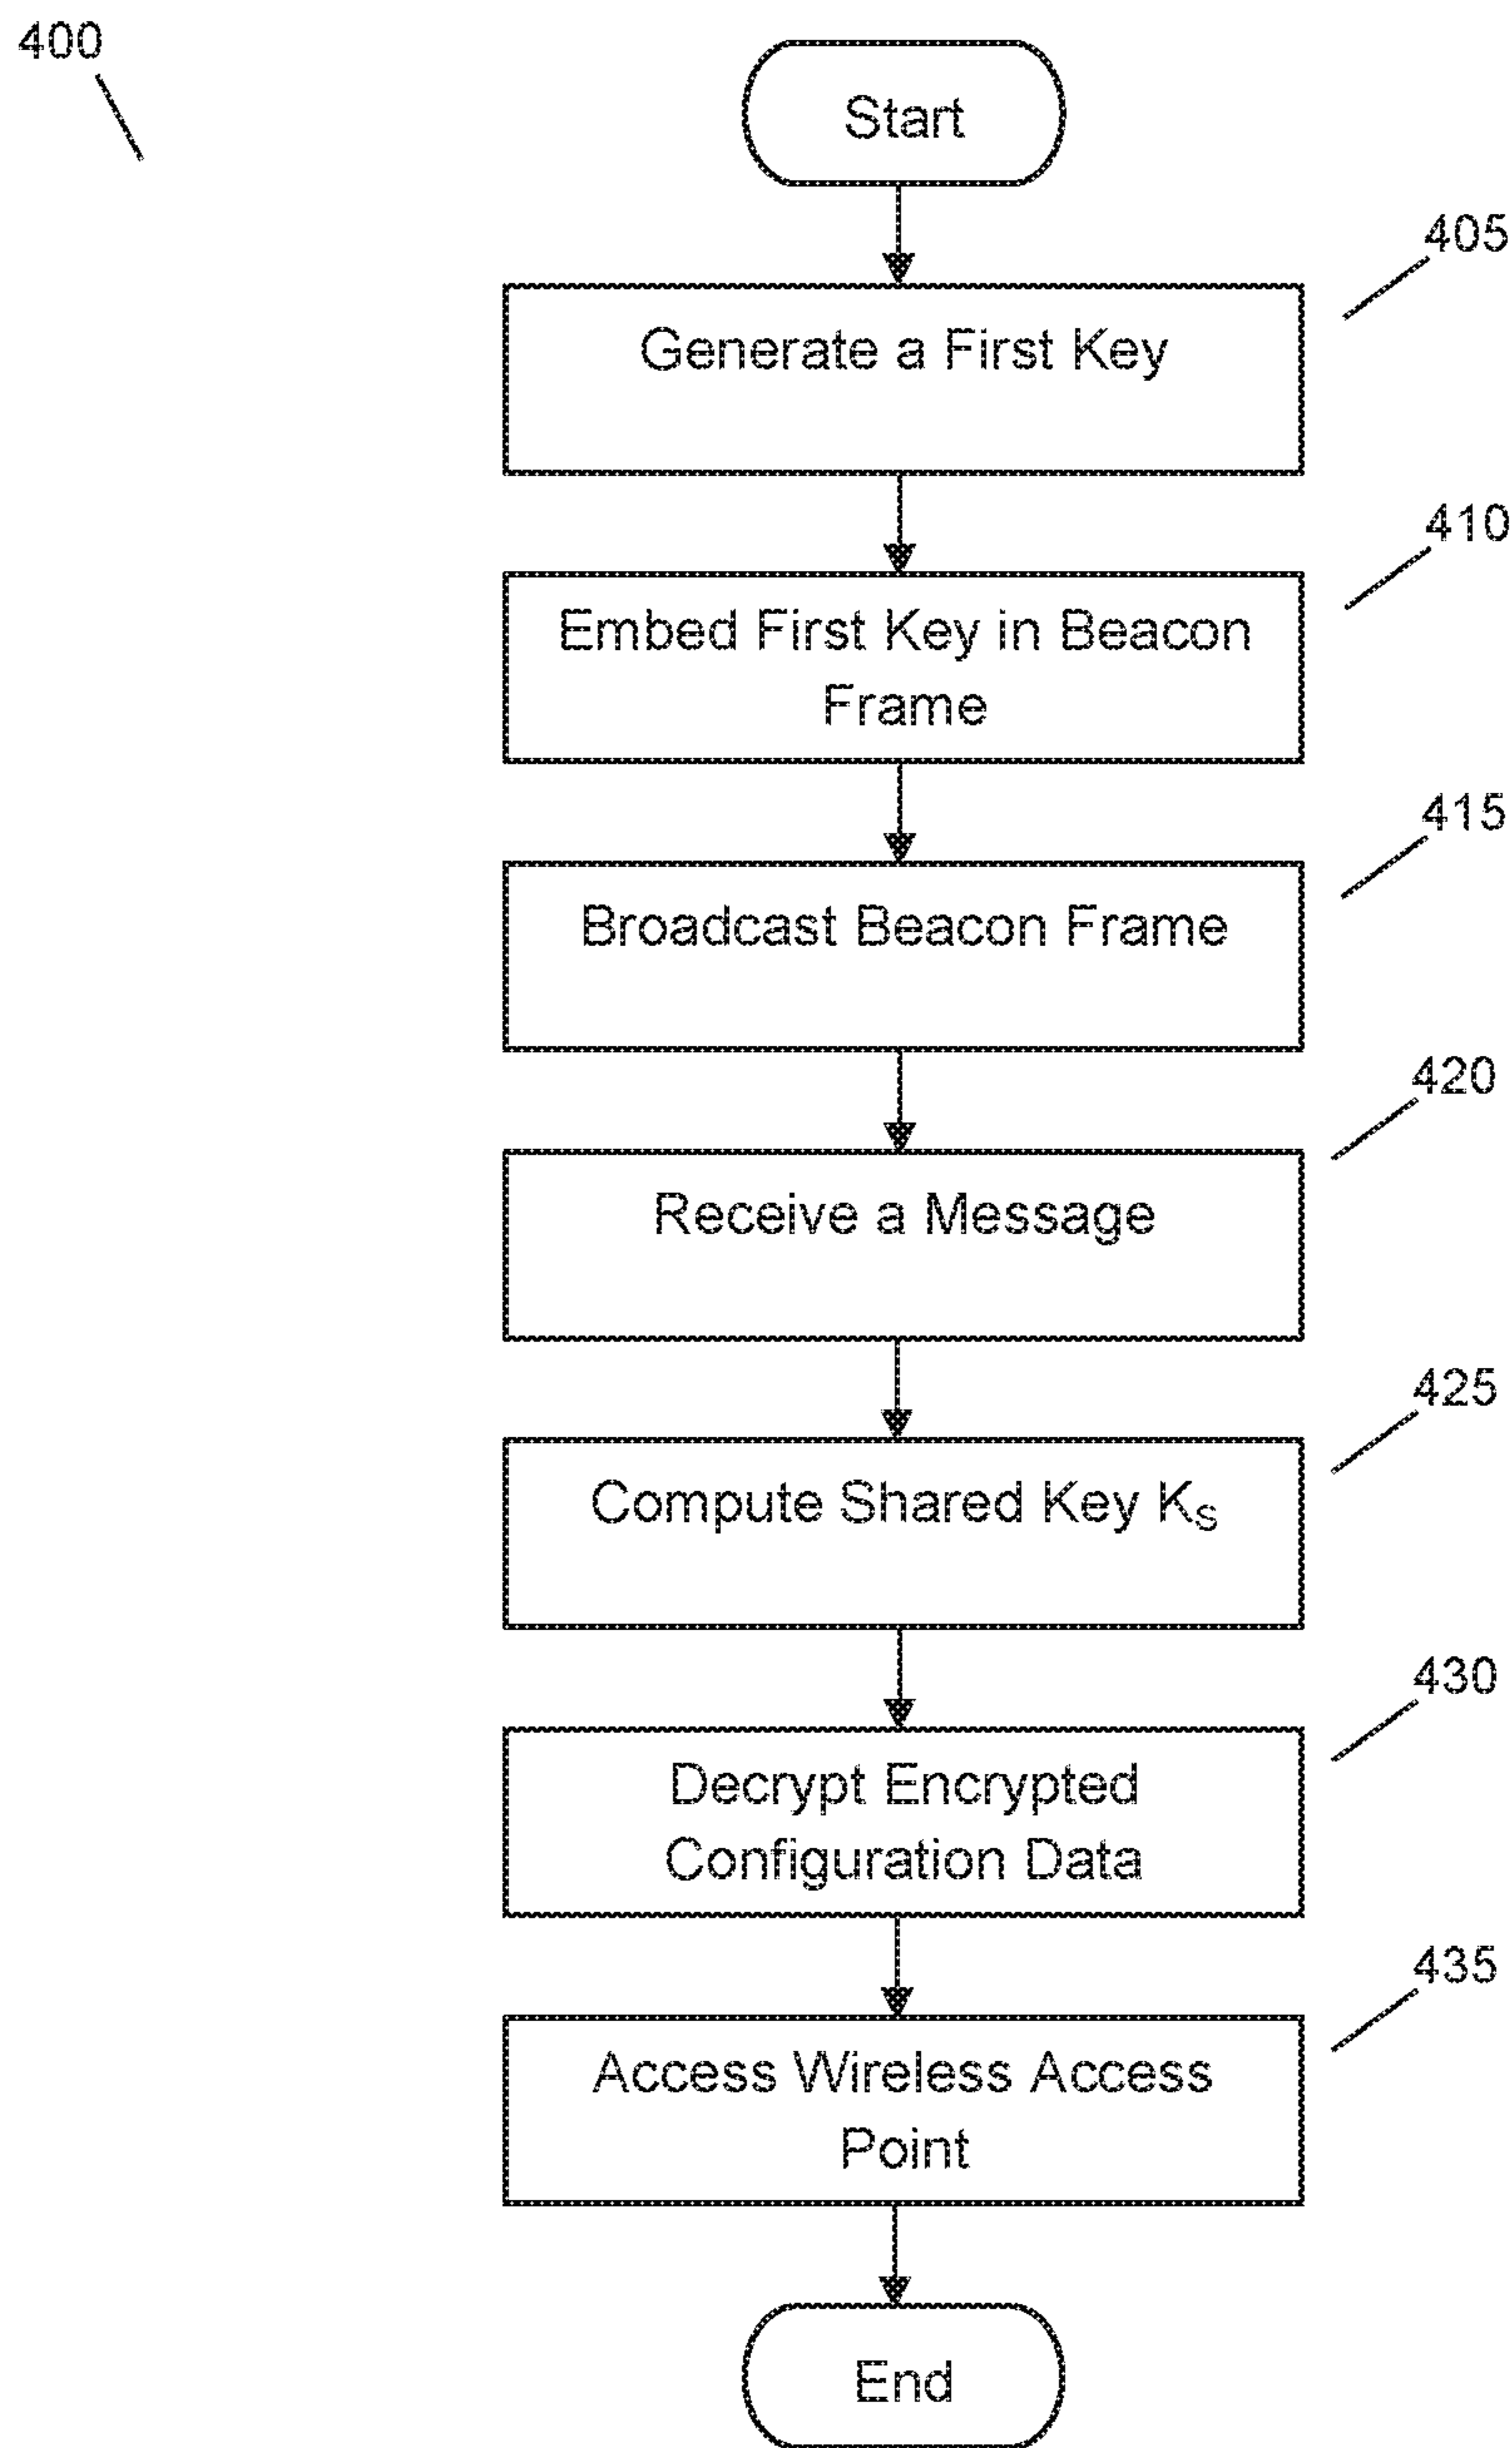 400
Start
405
Generate a First Key
410
Embed First Key in Beacon
Frame
415
Broadcast Beacon Frame
420
Receive a Message
425
Compute Shared Key KS
430
Decrypt Encrypted
Configuration Data
435
Access Wireless Access
Point
End